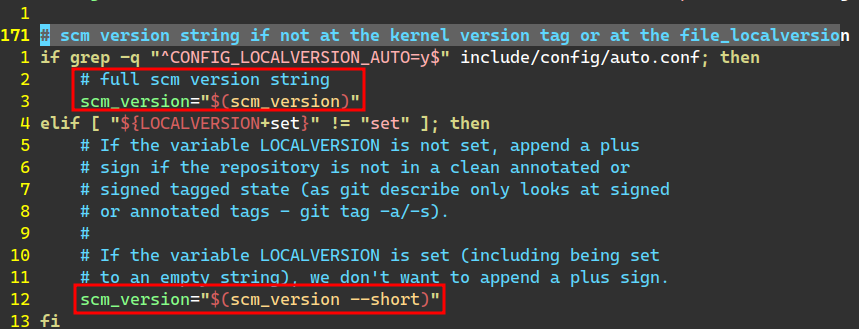 1
171 # scm version string if not at the kernel version tag or at the file_localversion
1 if grep -q "^CONFIG_LOCALVERSION_AUTO=y$" include/config/auto.conf; then
2     # full scm version string
3     scm_version="$(scm_version)"
4 elif [ "${LOCALVERSION+set}" != "set" ]; then
5     # If the variable LOCALVERSION is not set, append a plus
6     # sign if the repository is not in a clean annotated or
7     # signed tagged state (as git describe only looks at signed
8     # or annotated tags - git tag -a/-s).
9     #
10     # If the variable LOCALVERSION is set (including being set
11     # to an empty string), we don't want to append a plus sign.
12     scm_version="$(scm_version --short)"
13 fi